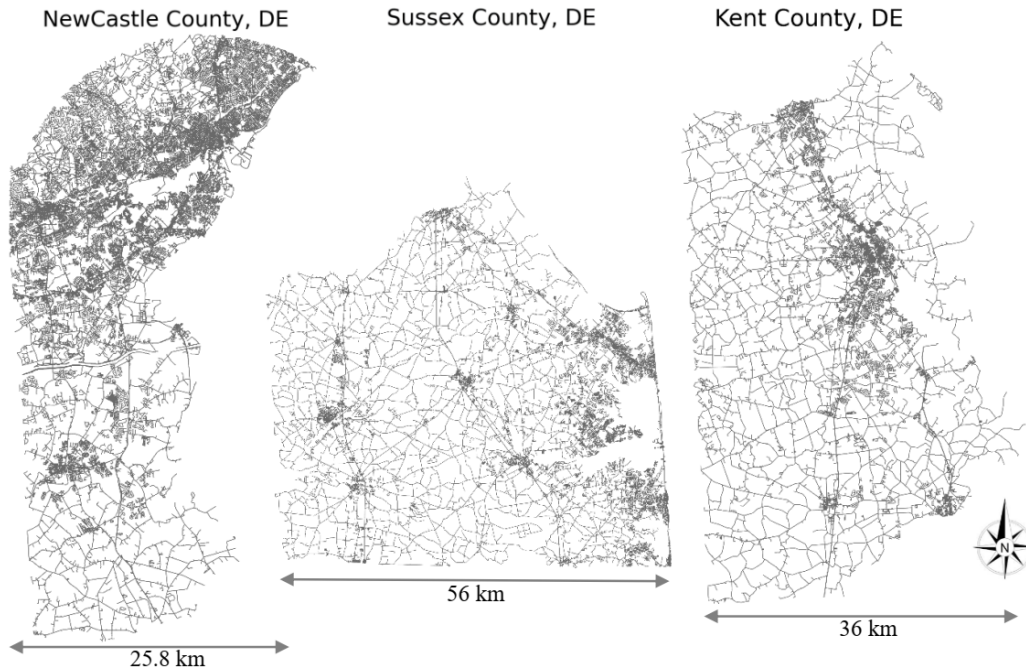 NewCastle County, DE
Sussex County, DE
Kent County, DE
N
56 km
36 km
25.8 km